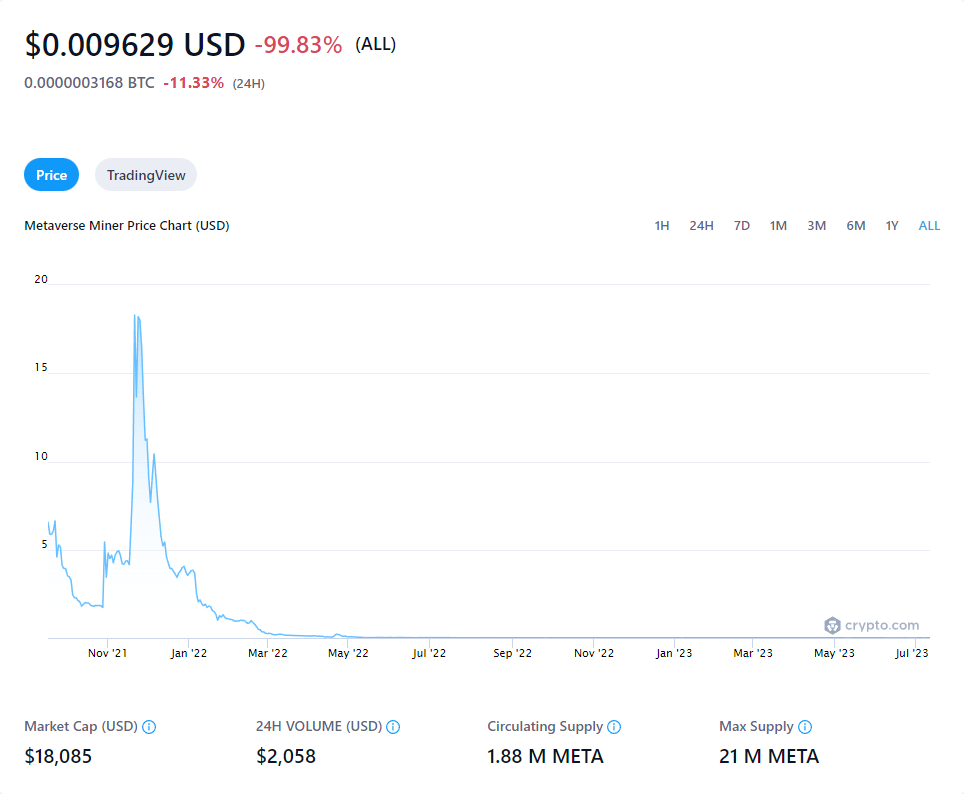 $0.009629 USD -99.83% (ALL)
0.0000003168 BTC -11.33% (24H)
Price TradingView
Metaverse Miner Price Chart (USD) 1H 24H 7D 1M 3M 6M 1Y ALL
20
15
10
5
crypto.com
Nov '21 Jan '22 Mar '22 May '22 Jul '22 Sep '22 Nov '22 Jan '23 Mar '23 May '23 Jul '23
Market Cap (USD) 24H VOLUME (USD) Circulating Supply Max Supply
$18,085 $2,058 1.88 M META 21 M META